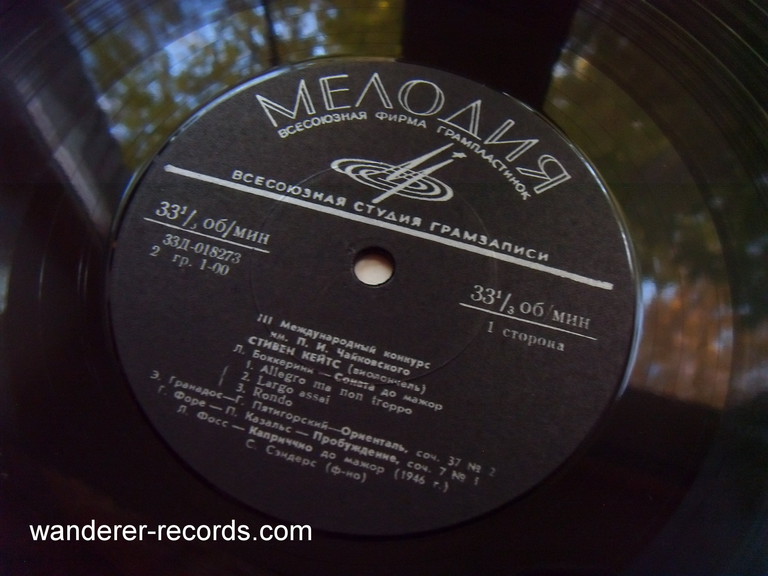 МЕЛОДИЯ
ВСЕСОЮЗНАЯ ФИРМА ГРАМПЛАСТИНОК
ВСЕСОЮЗНАЯ СТУДИЯ ГРАМЗАПИСИ
33¹/₃ об/мин
33Д-018273
2 гр. 1-00
33¹/₃ об/мин
1 сторона
III Международный конкурс
им. П. И. Чайковского
СТИВЕН КЕЙТС (виолончель)
Л. Боккерини — Соната до мажор
1. Allegro ma non troppo
2. Largo assai
3. Rondo
Э. Гранадос—Г. Пятигорский—Ориенталь, соч. 37 № 2
Г. Форе — П. Казальс — Пробуждение, соч. 7 № 1
Л. Фосс — Каприччио до мажор (1946 г.)
С. Сэндерс (ф-но)
wanderer-records.com